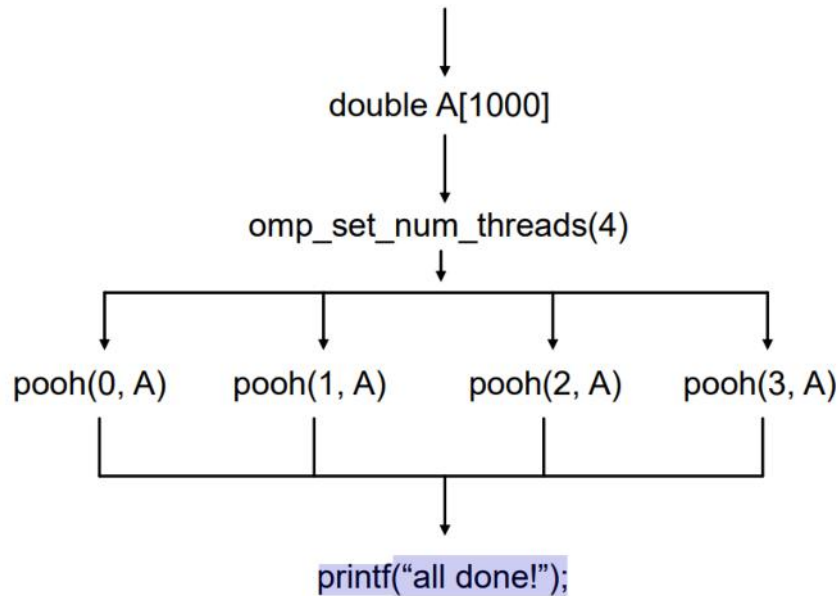 double A[1000]
omp_set_num_threads(4)
pooh(0, A) pooh(1, A) pooh(2, A) pooh(3, A)
printf(“all done!”);